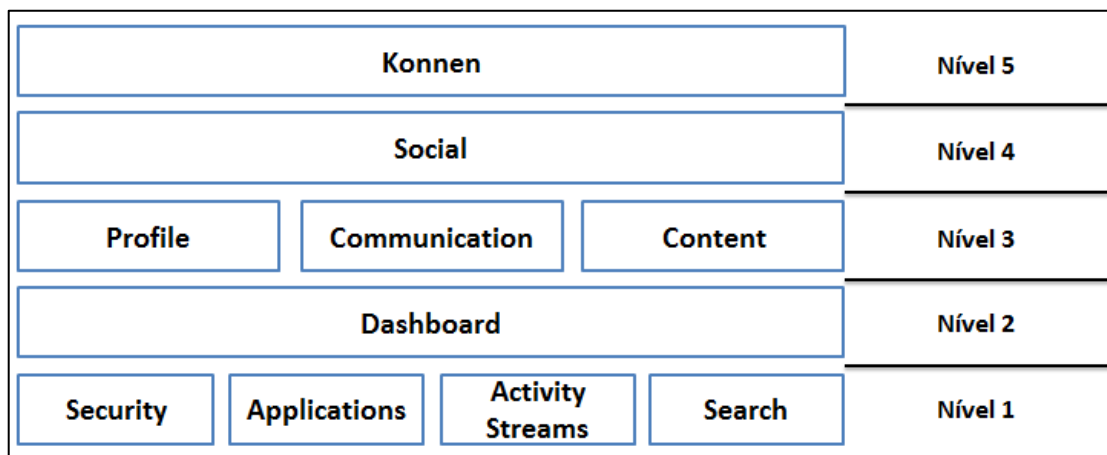 Konnen
Nível 5
Social
Nível 4
Profile
Communication
Content
Nível 3
Dashboard
Nível 2
Security
Applications
Activity
Streams
Search
Nível 1